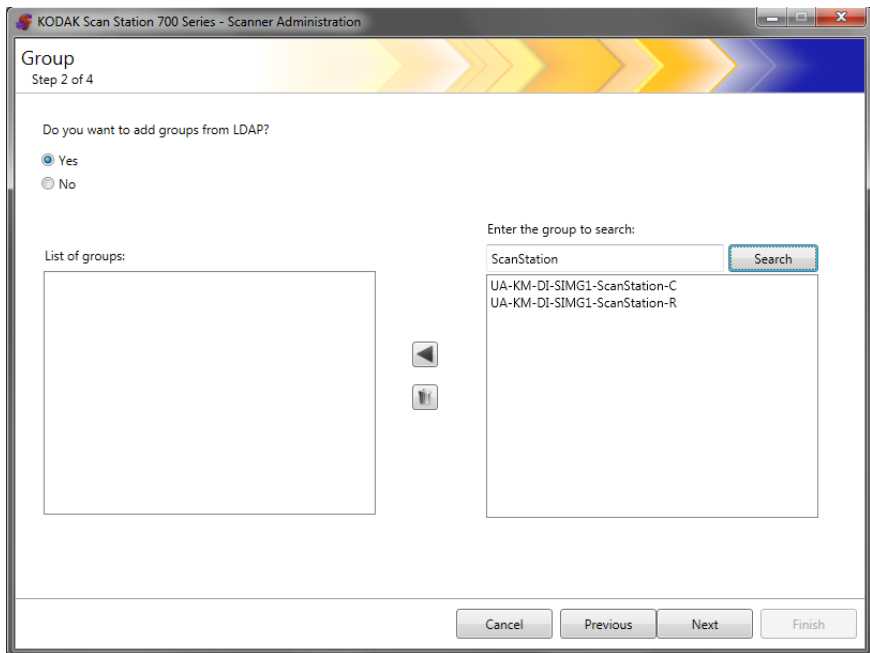 KODAK Scan Station 700 Series - Scanner Administration
Group
Step 2 of 4
Do you want to add groups from LDAP?
Yes
No
List of groups:
Enter the group to search:
ScanStation
Search
UA-KM-DI-SIMG1-ScanStation-C
UA-KM-DI-SIMG1-ScanStation-R
Cancel
Previous
Next
Finish